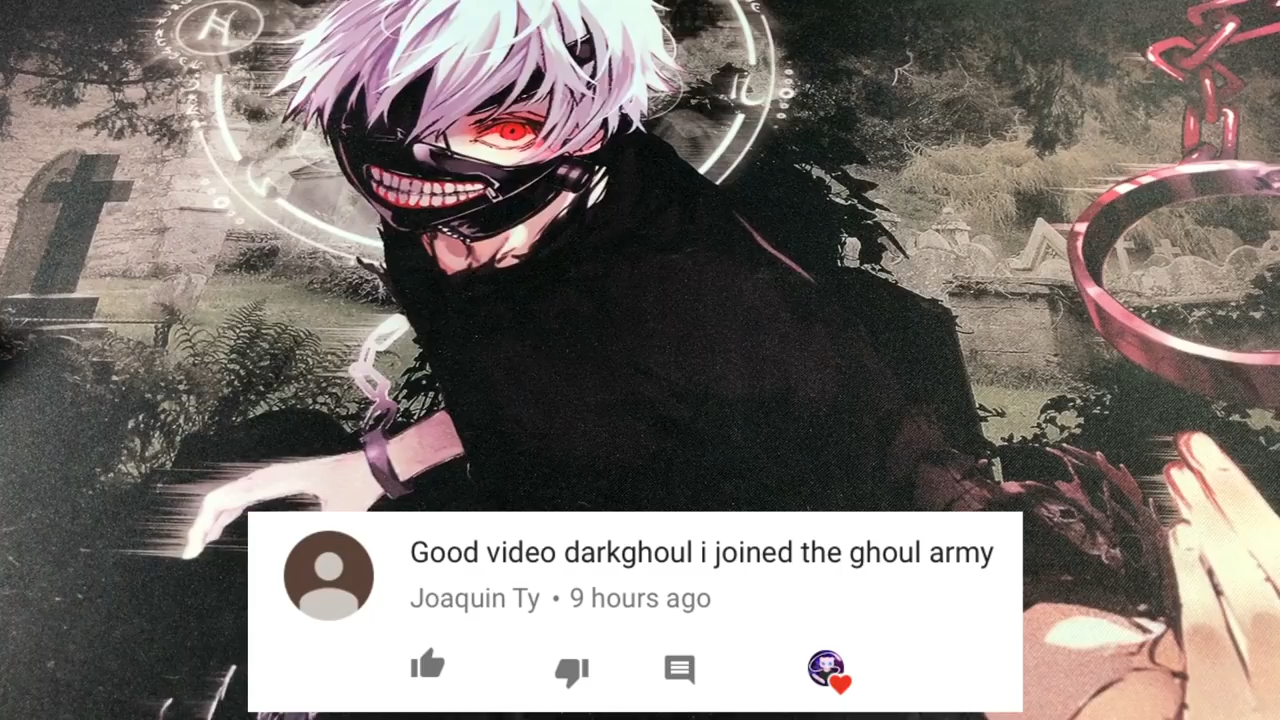 Good video darkghoul i joined the ghoul army
Joaquin Ty • 9 hours ago